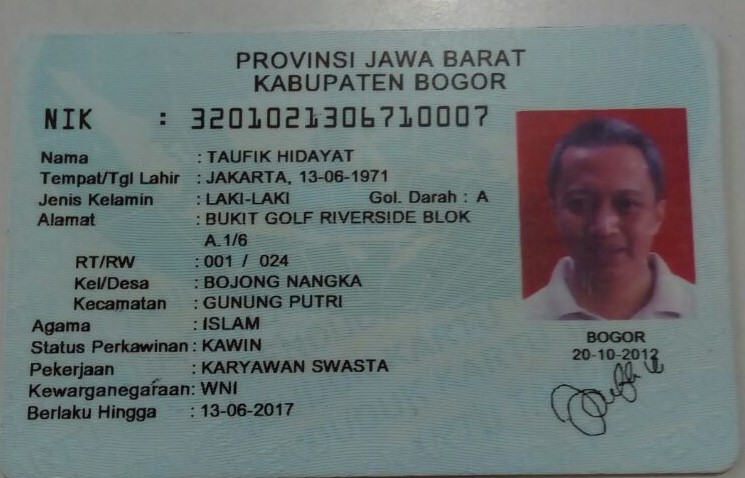 PROVINSI JAWA BARAT
KABUPATEN BOGOR
NIK : 3201021306710007
Nama : TAUFIK HIDAYAT
Tempat/Tgl Lahir : JAKARTA, 13-06-1971
Jenis Kelamin : LAKI-LAKI Gol. Darah : A
Alamat : BUKIT GOLF RIVERSIDE BLOK
A.1/6
RT/RW : 001 / 024
Kel/Desa : BOJONG NANGKA
Kecamatan : GUNUNG PUTRI
Agama : ISLAM
Status Perkawinan : KAWIN
Pekerjaan : KARYAWAN SWASTA
Kewarganegaraan: WNI
Berlaku Hingga : 13-06-2017
BOGOR
20-10-2012